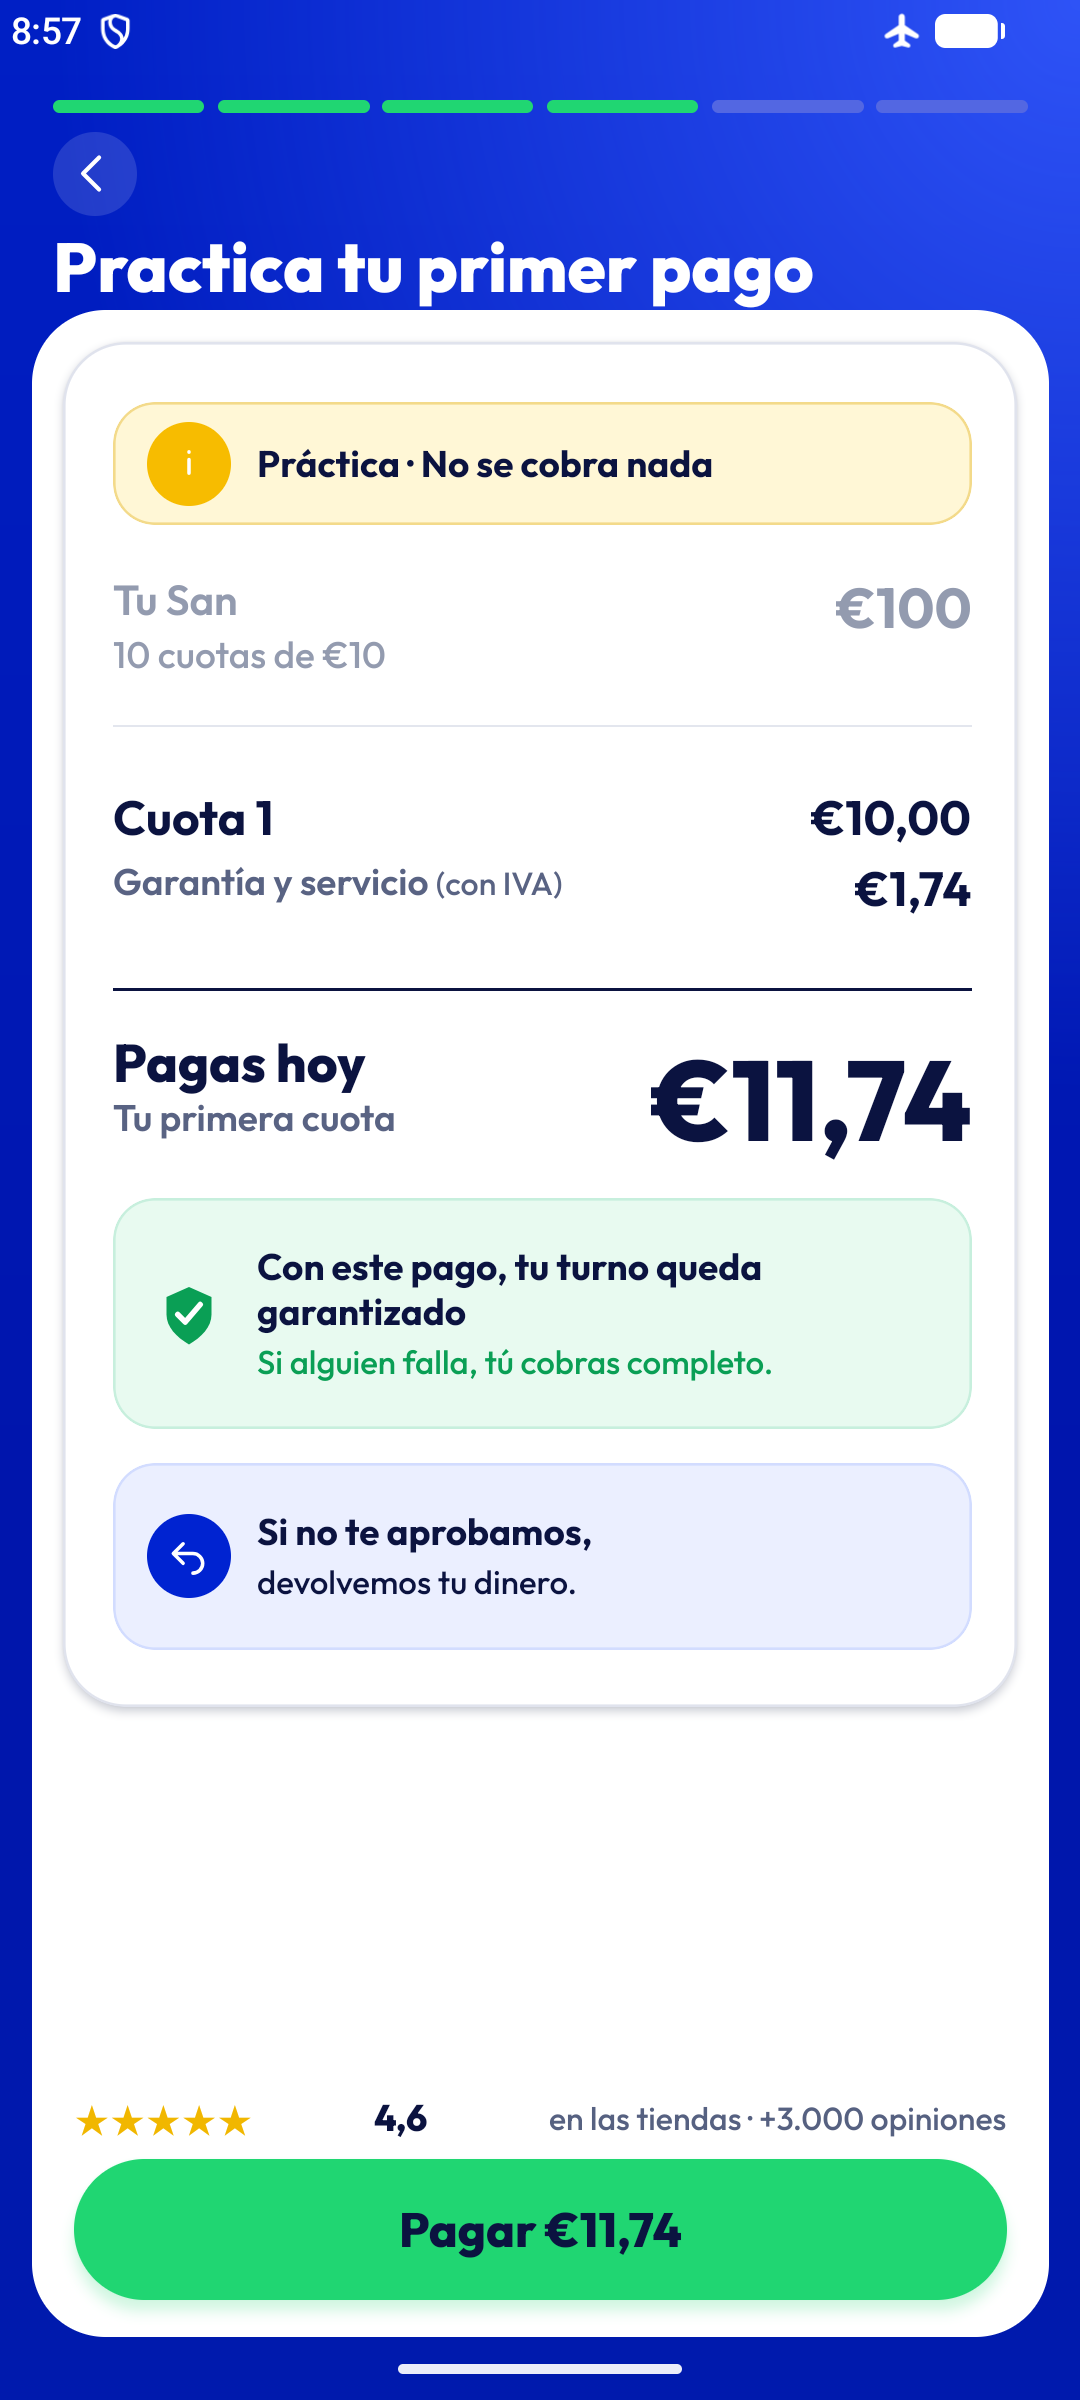 8:57
Practica tu primer pago
Práctica · No se cobra nada
Tu San €100
10 cuotas de €10
Cuota 1 €10,00
Garantía y servicio (con IVA) €1,74
Pagas hoy €11,74
Tu primera cuota
Con este pago, tu turno queda
garantizado
Si alguien falla, tú cobras completo.
Si no te aprobamos,
devolvemos tu dinero.
★★★★★ 4,6 en las tiendas · +3.000 opiniones
Pagar €11,74